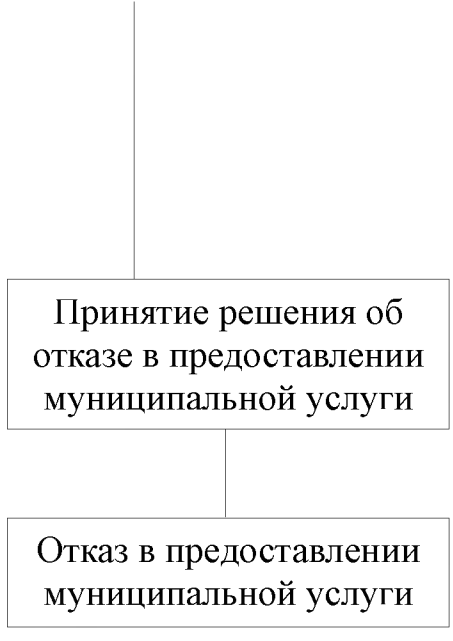 Принятие решения об
отказе в предоставлении
муниципальной услуги
Отказ в предоставлении
муниципальной услуги